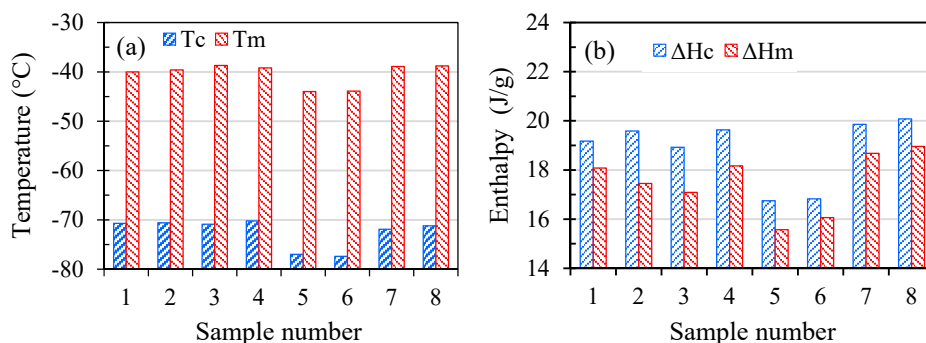 (a)
Tc
Tm
Temperature (°C)
-30
-40
-50
-60
-70
-80
1 2 3 4 5 6 7 8
Sample number
(b)
ΔHc
ΔHm
Enthalpy (J/g)
24
22
20
18
16
14
1 2 3 4 5 6 7 8
Sample number